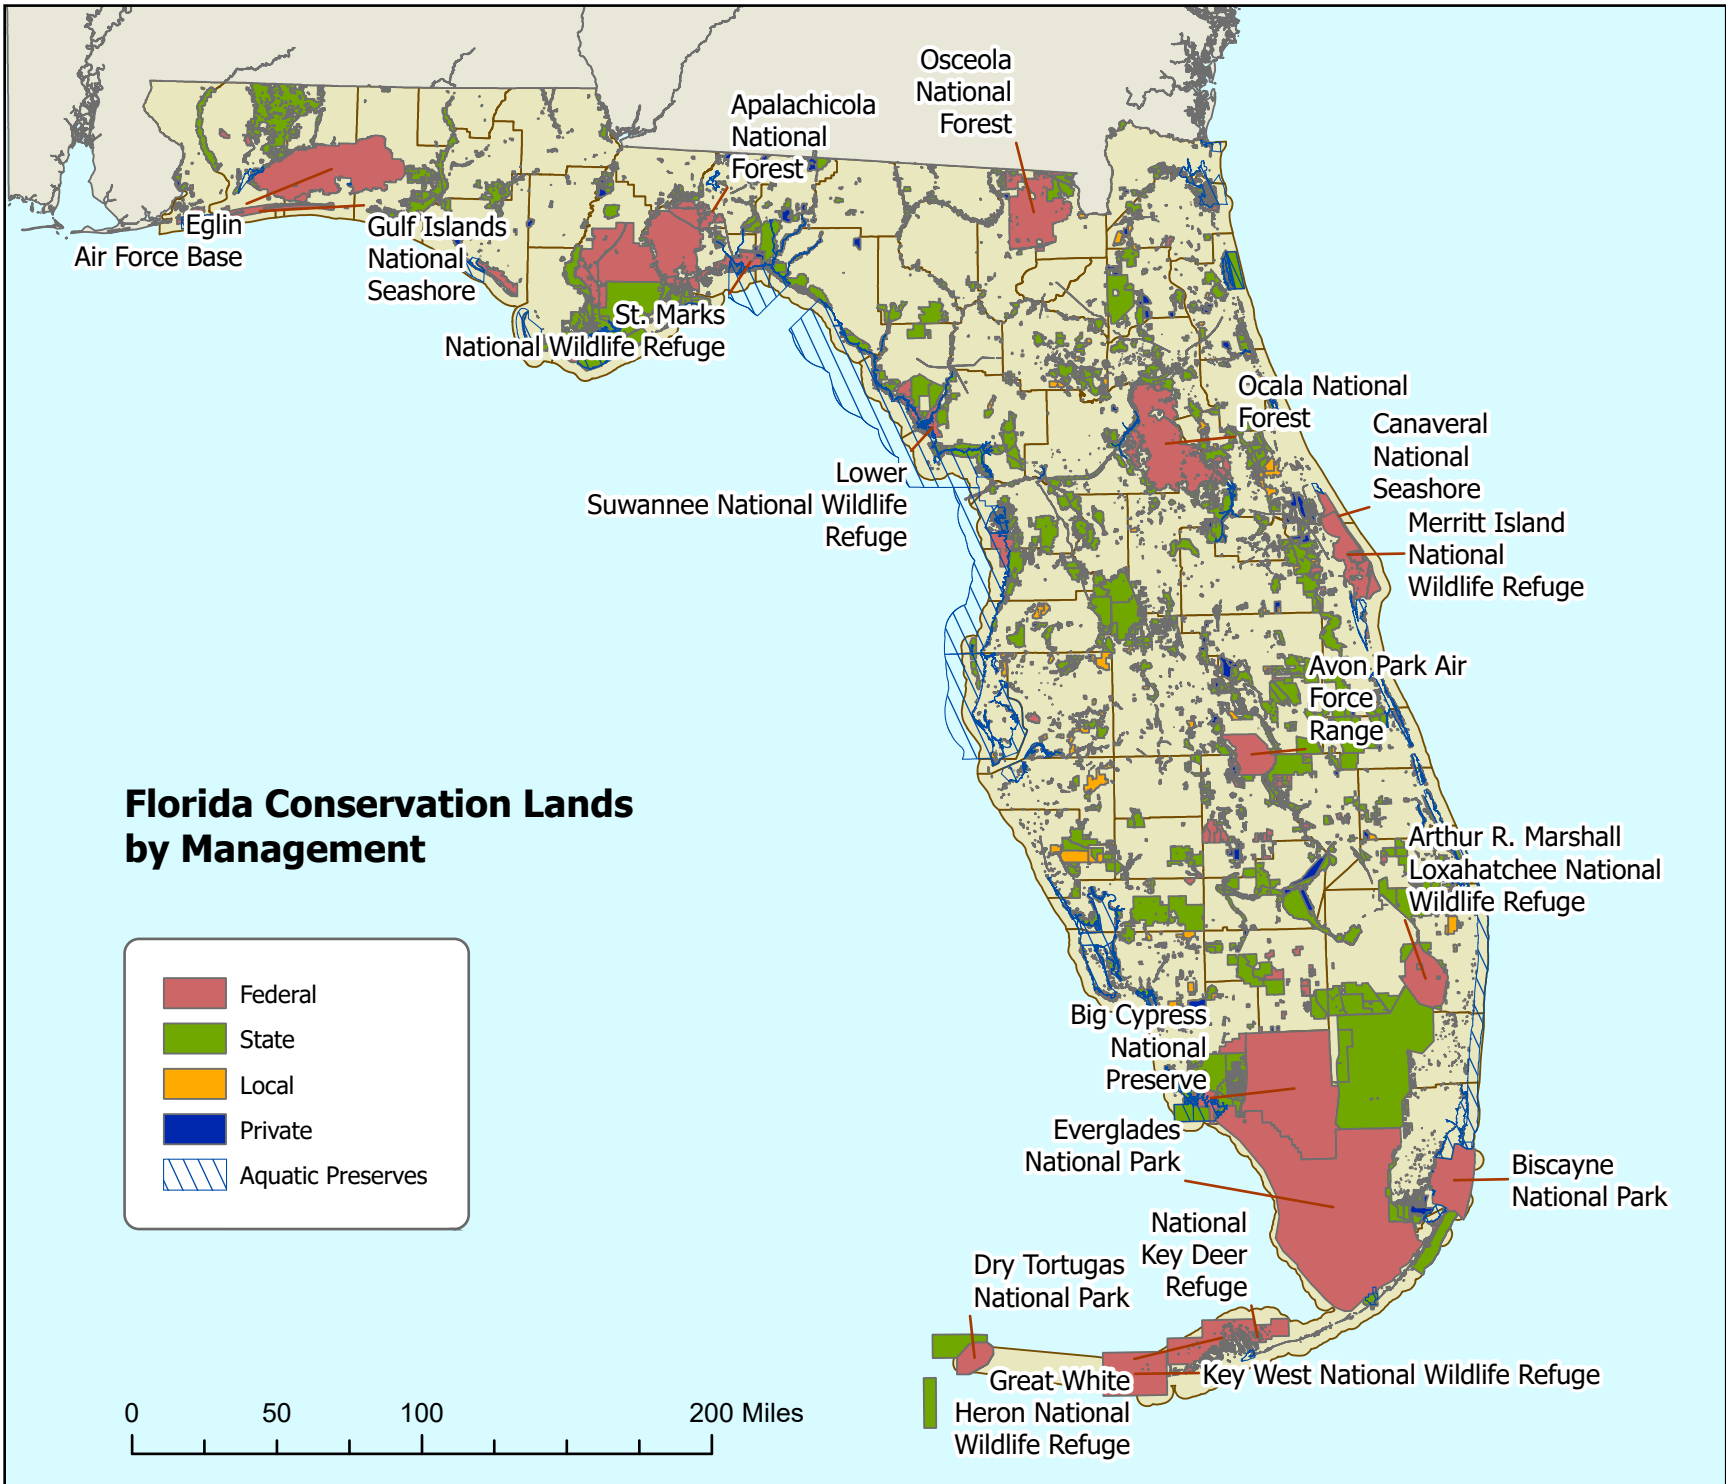 Osceola
National
Forest
Apalachicola
National
Forest
Eglin
Air Force Base
Gulf Islands
National
Seashore
St. Marks
National Wildlife Refuge
Ocala National
Forest
Canaveral
National
Seashore
Lower
Suwannee National Wildlife
Refuge
Merritt Island
National
Wildlife Refuge
Avon Park Air
Force
Range
Florida Conservation Lands
by Management
Arthur R. Marshall
Loxahatchee National
Wildlife Refuge
Federal
State
Local
Private
Aquatic Preserves
Big Cypress
National
Preserve
Everglades
National Park
Biscayne
National Park
National
Key Deer
Refuge
Dry Tortugas
National Park
Great White
Heron National
Wildlife Refuge
Key West National Wildlife Refuge
0 50 100 200 Miles